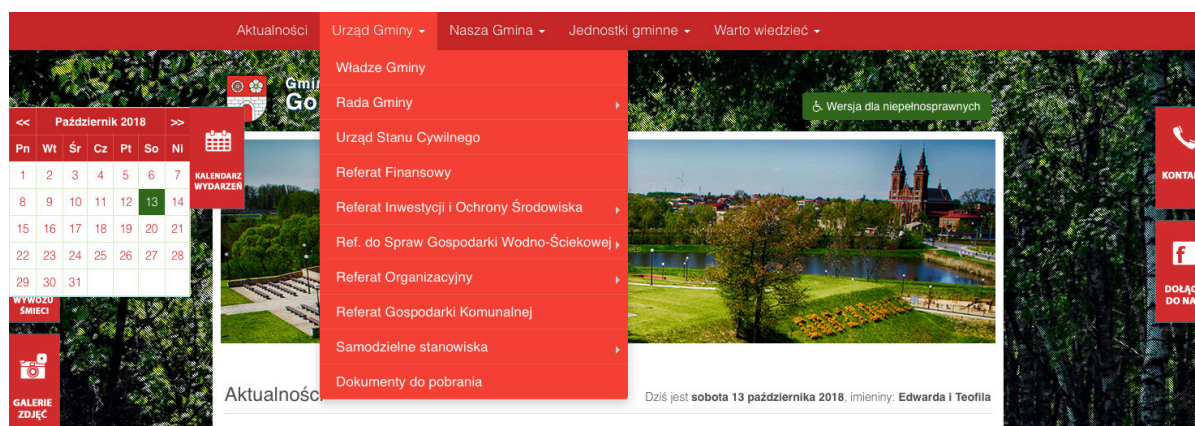 Aktualności
Urząd Gminy
Nasza Gmina
Jednostki gminne
Warto wiedzieć
Władze Gminy
Rada Gminy
Urząd Stanu Cywilnego
Referat Finansowy
Referat Inwestycji i Ochrony Środowiska
Ref. do Spraw Gospodarki Wodno-Ściekowej
Referat Organizacyjny
Referat Gospodarki Komunalnej
Samodzielne stanowiska
Dokumenty do pobrania
Wersja dla niepełnosprawnych
<< Październik 2018 >>
Pn Wt Śr Cz Pt So Ni
1 2 3 4 5 6 7
8 9 10 11 12 13 14
15 16 17 18 19 20 21
22 23 24 25 26 27 28
29 30 31
KALENDARZ
WYDARZEŃ
WYWOZU
ŚMIECI
GALERIE
ZDJĘĆ
Aktualności
Dziś jest sobota 13 października 2018, imieniny: Edwarda i Teofila